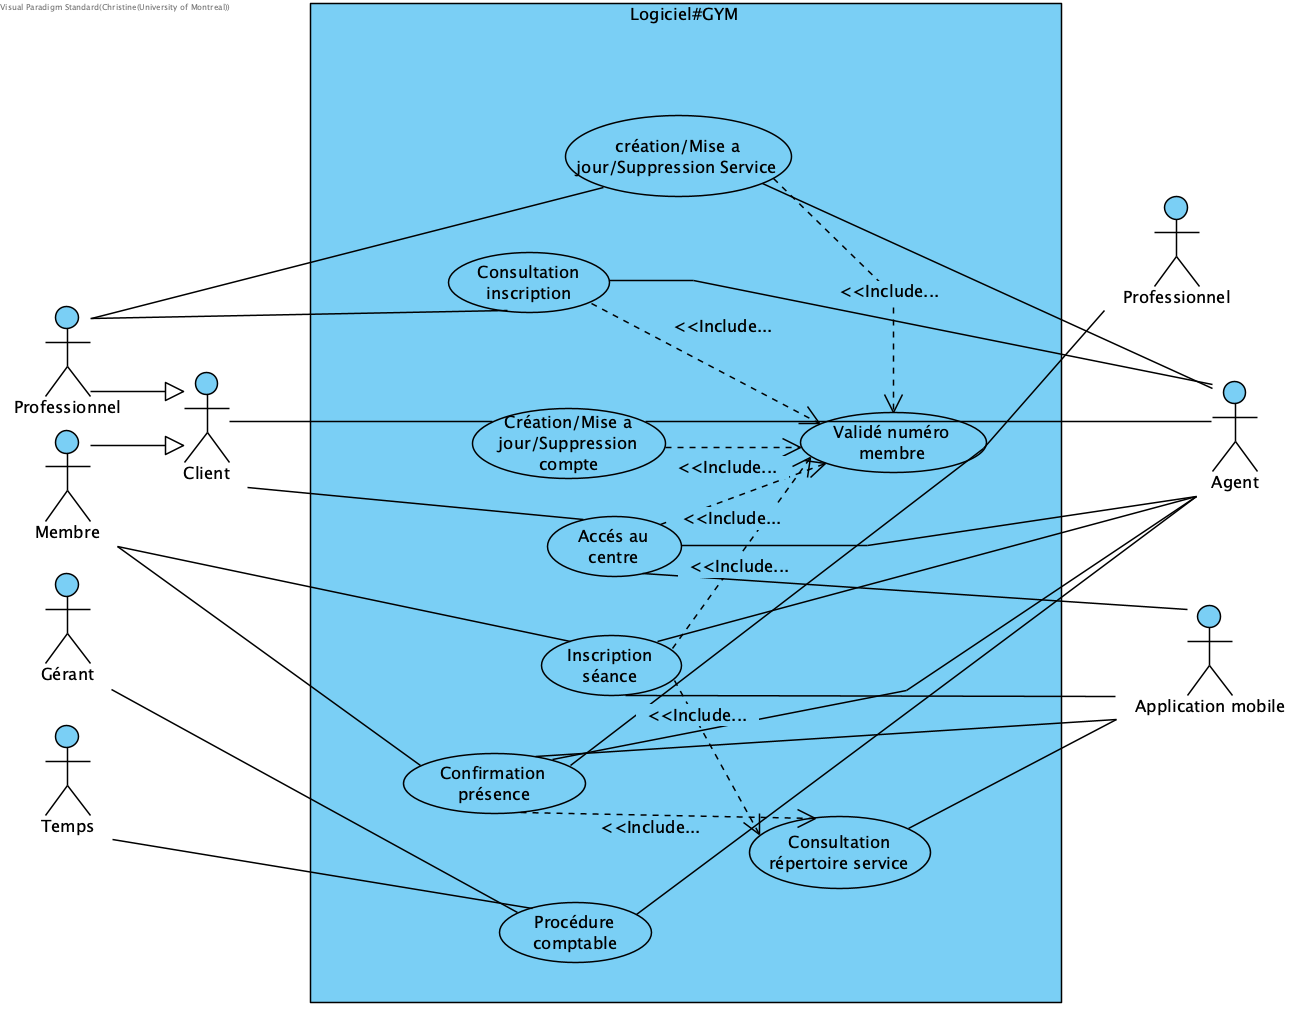 Visual Paradigm Standard(Christine(University of Montreal))
Logiciel#GYM
création/Mise a
jour/Suppression Service
Professionnel
Consultation
inscription
<<Include...
<<Include...
Professionnel
Client
Membre
Création/Mise a
jour/Suppression
compte
Validé numéro
membre
<<Include...
Agent
<<Include...
Accés au
centre
<<Include...
Inscription
séance
Gérant
Application mobile
<<Include...
Confirmation
présence
<<Include...
Temps
Consultation
répertoire service
Procédure
comptable